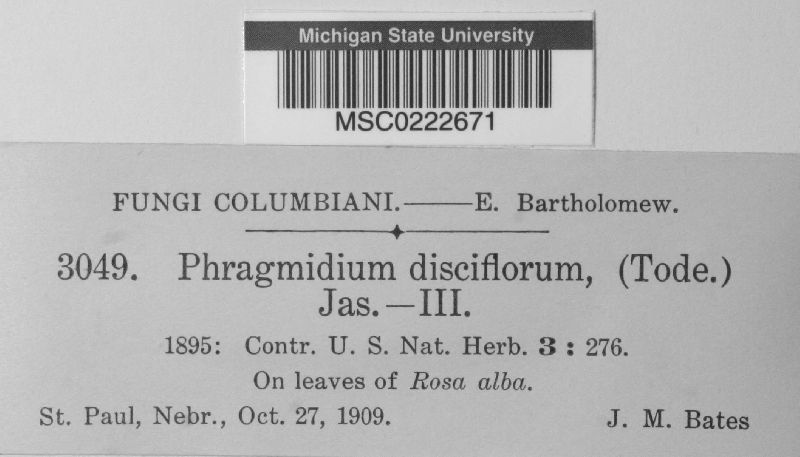 Michigan State University
MSC0222671
FUNGI COLUMBIANI.—E. Bartholomew.
3049. Phragmidium disciflorum, (Tode.)
Jas.—III.
1895: Contr. U. S. Nat. Herb. 3 : 276.
On leaves of Rosa alba.
St. Paul, Nebr., Oct. 27, 1909. J. M. Bates